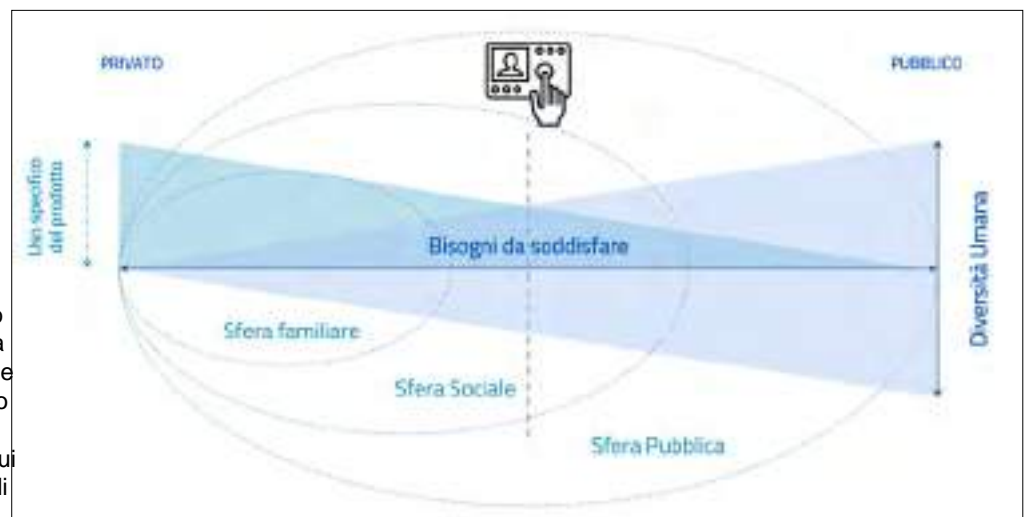 PRIVATO
PUBBLICO
Uso specifico
del prodotto
Bisogni da soddisfare
Diversità Umana
Sfera familiare
Sfera Sociale
Sfera Pubblica